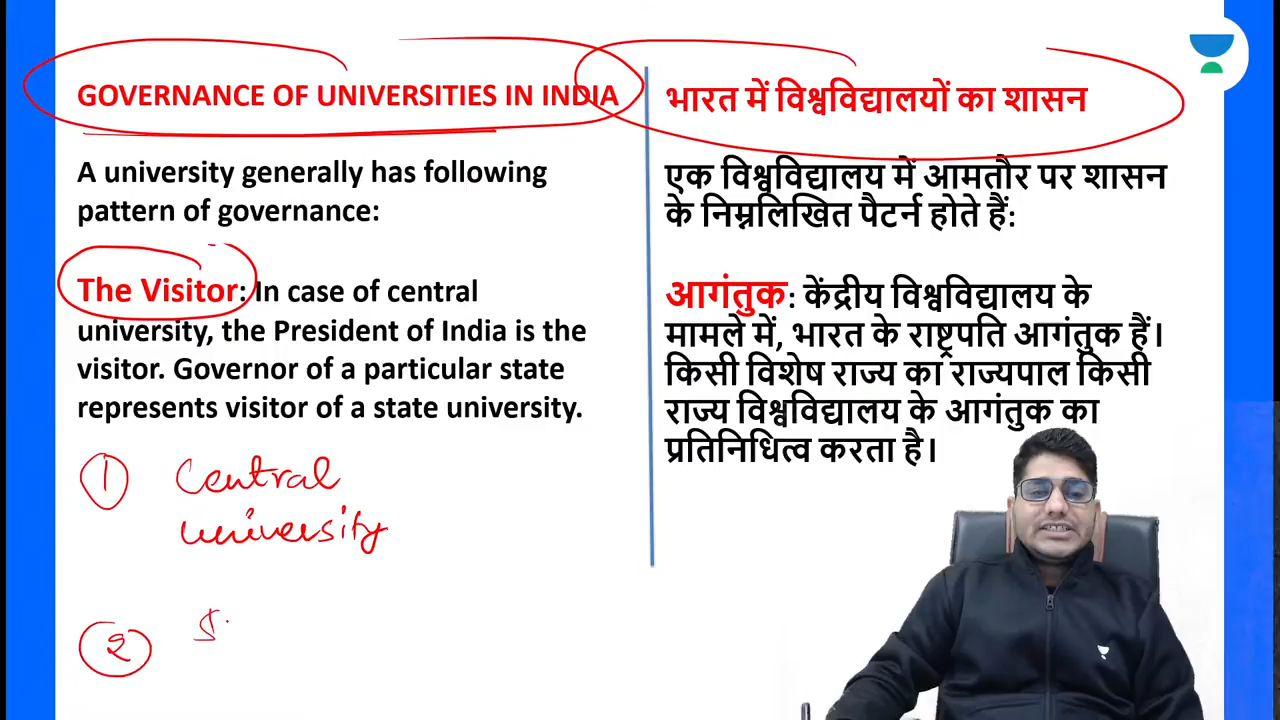 GOVERNANCE OF UNIVERSITIES IN INDIA
A university generally has following
pattern of governance:
The Visitor: In case of central
university, the President of India is the
visitor. Governor of a particular state
represents visitor of a state university.
1 Central
university
2
भारत में विश्वविद्यालयों का शासन
एक विश्वविद्यालय में आमतौर पर शासन
के निम्नलिखित पैटर्न होते हैं:
आगंतुक: केंद्रीय विश्वविद्यालय के
मामले में, भारत के राष्ट्रपति आगंतुक हैं।
किसी विशेष राज्य का राज्यपाल किसी
राज्य विश्वविद्यालय के आगंतुक का
प्रतिनिधित्व करता है।